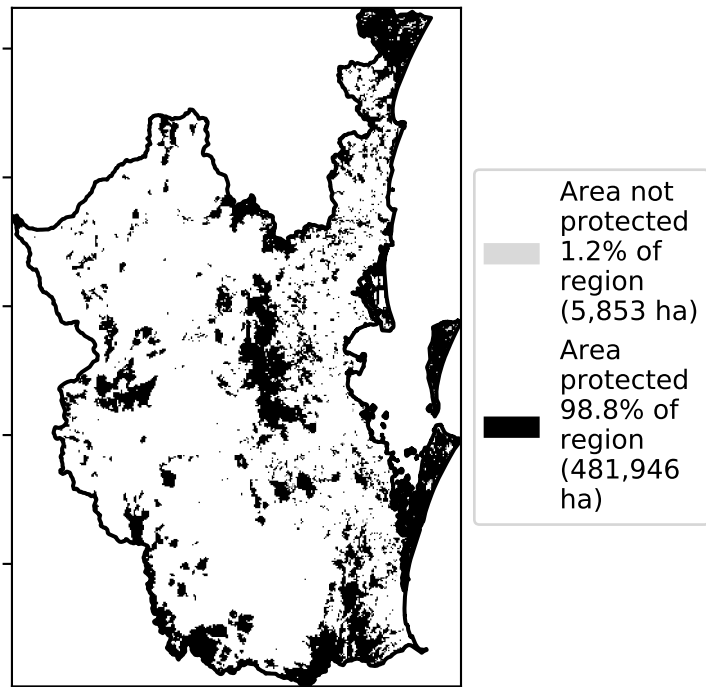 Area not
protected
1.2% of
region
(5,853 ha)
Area
protected
98.8% of
region
(481,946
ha)